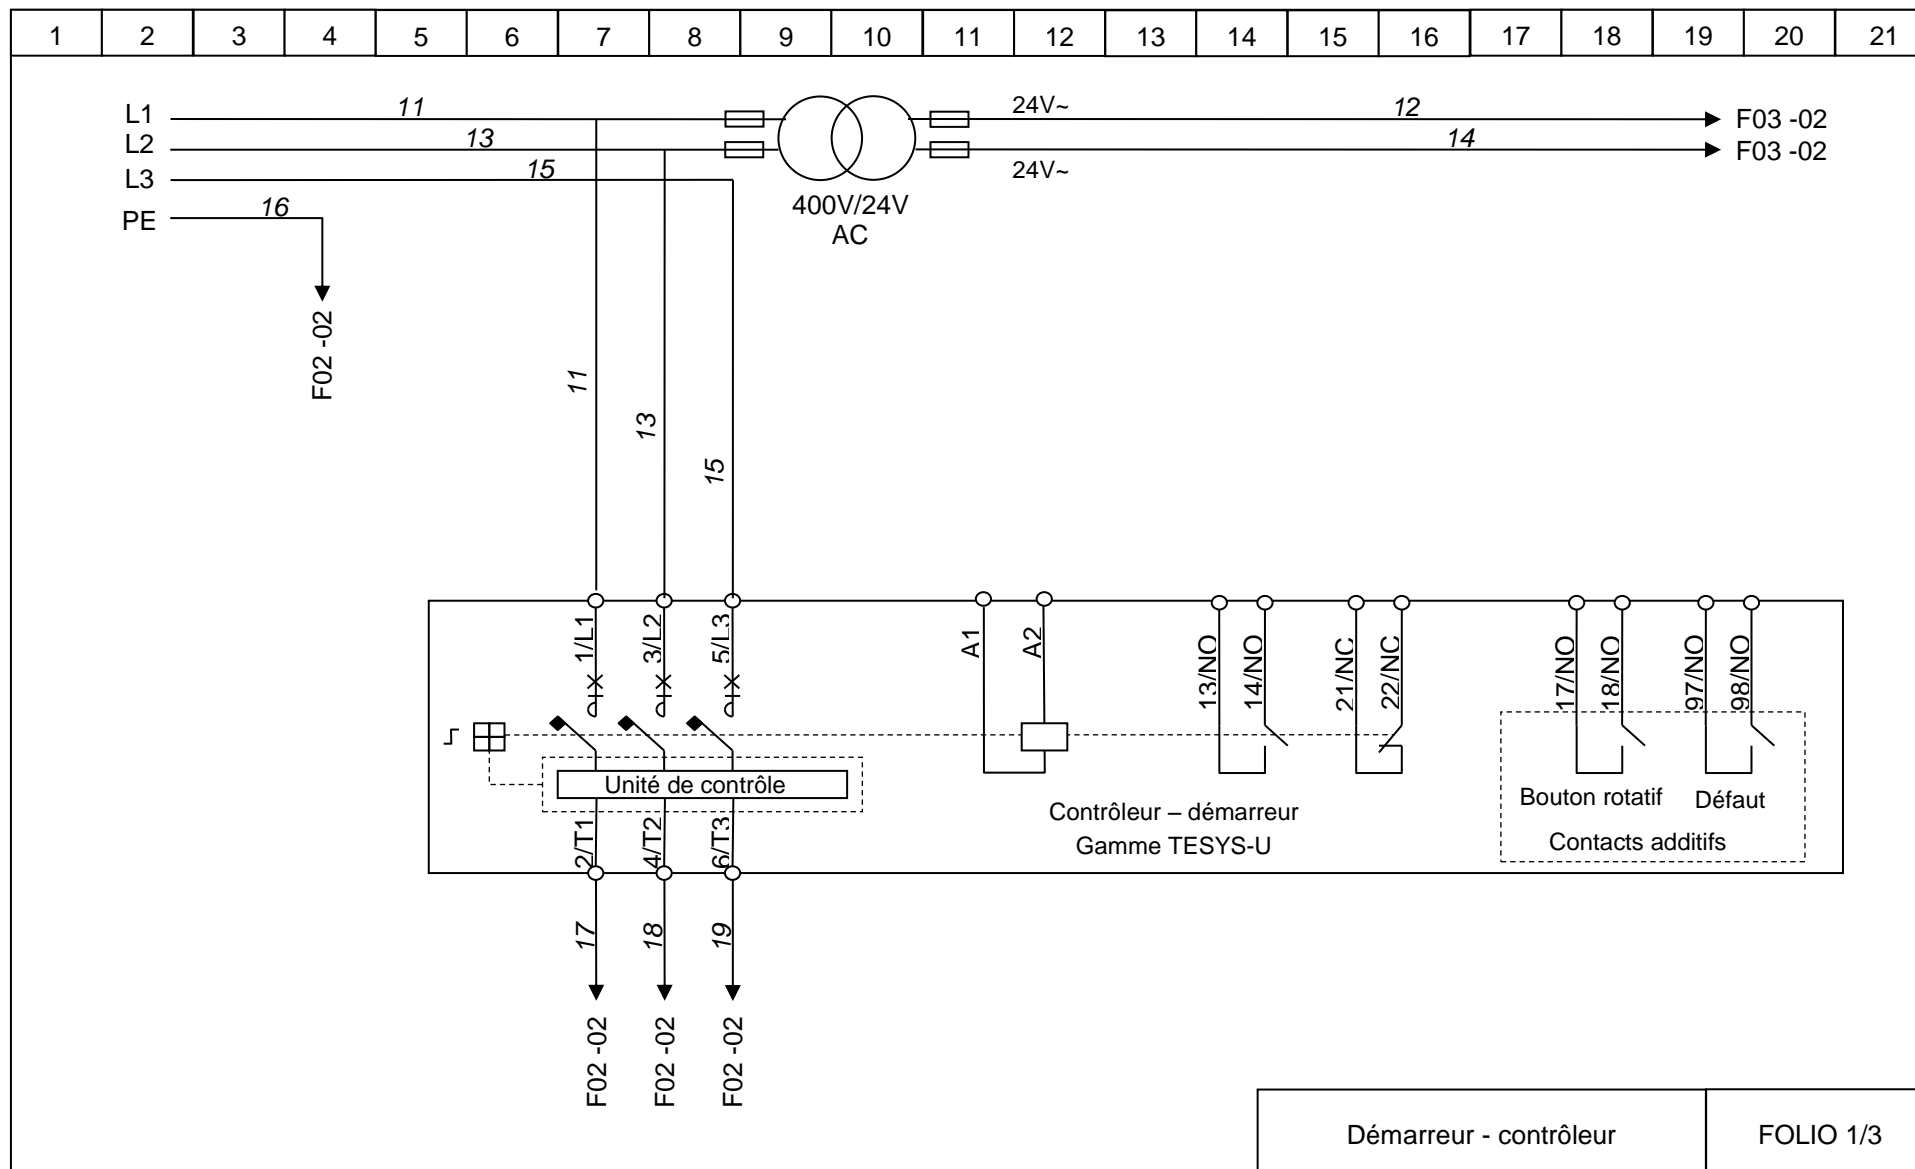 1 2 3 4 5 6 7 8 9 10 11 12 13 14 15 16 17 18 19 20 21
L1 11 24V~ 12 F03 -02
L2 13 14 F03 -02
L3 15 24V~
PE 16
400V/24V
AC
F02 -02
11
13
15
1/L1 3/L2 5/L3 A1 A2 13/NO 14/NO 21/NC 22/NC 17/NO 18/NO 97/NO 98/NO
Unité de contrôle
Bouton rotatif Défaut
Contrôleur – démarreur
Gamme TESYS-U
Contacts additifs
2/T1 4/T2 6/T3
17 18 19
F02 -02 F02 -02 F02 -02
Démarreur - contrôleur FOLIO 1/3